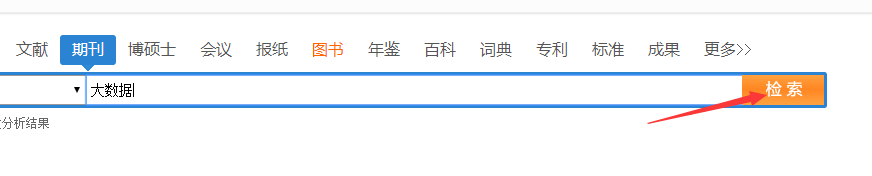 文献 期刊 博硕士 会议 报纸 图书 年鉴 百科 词典 专利 标准 成果 更多>>
大数据 检索
分析结果